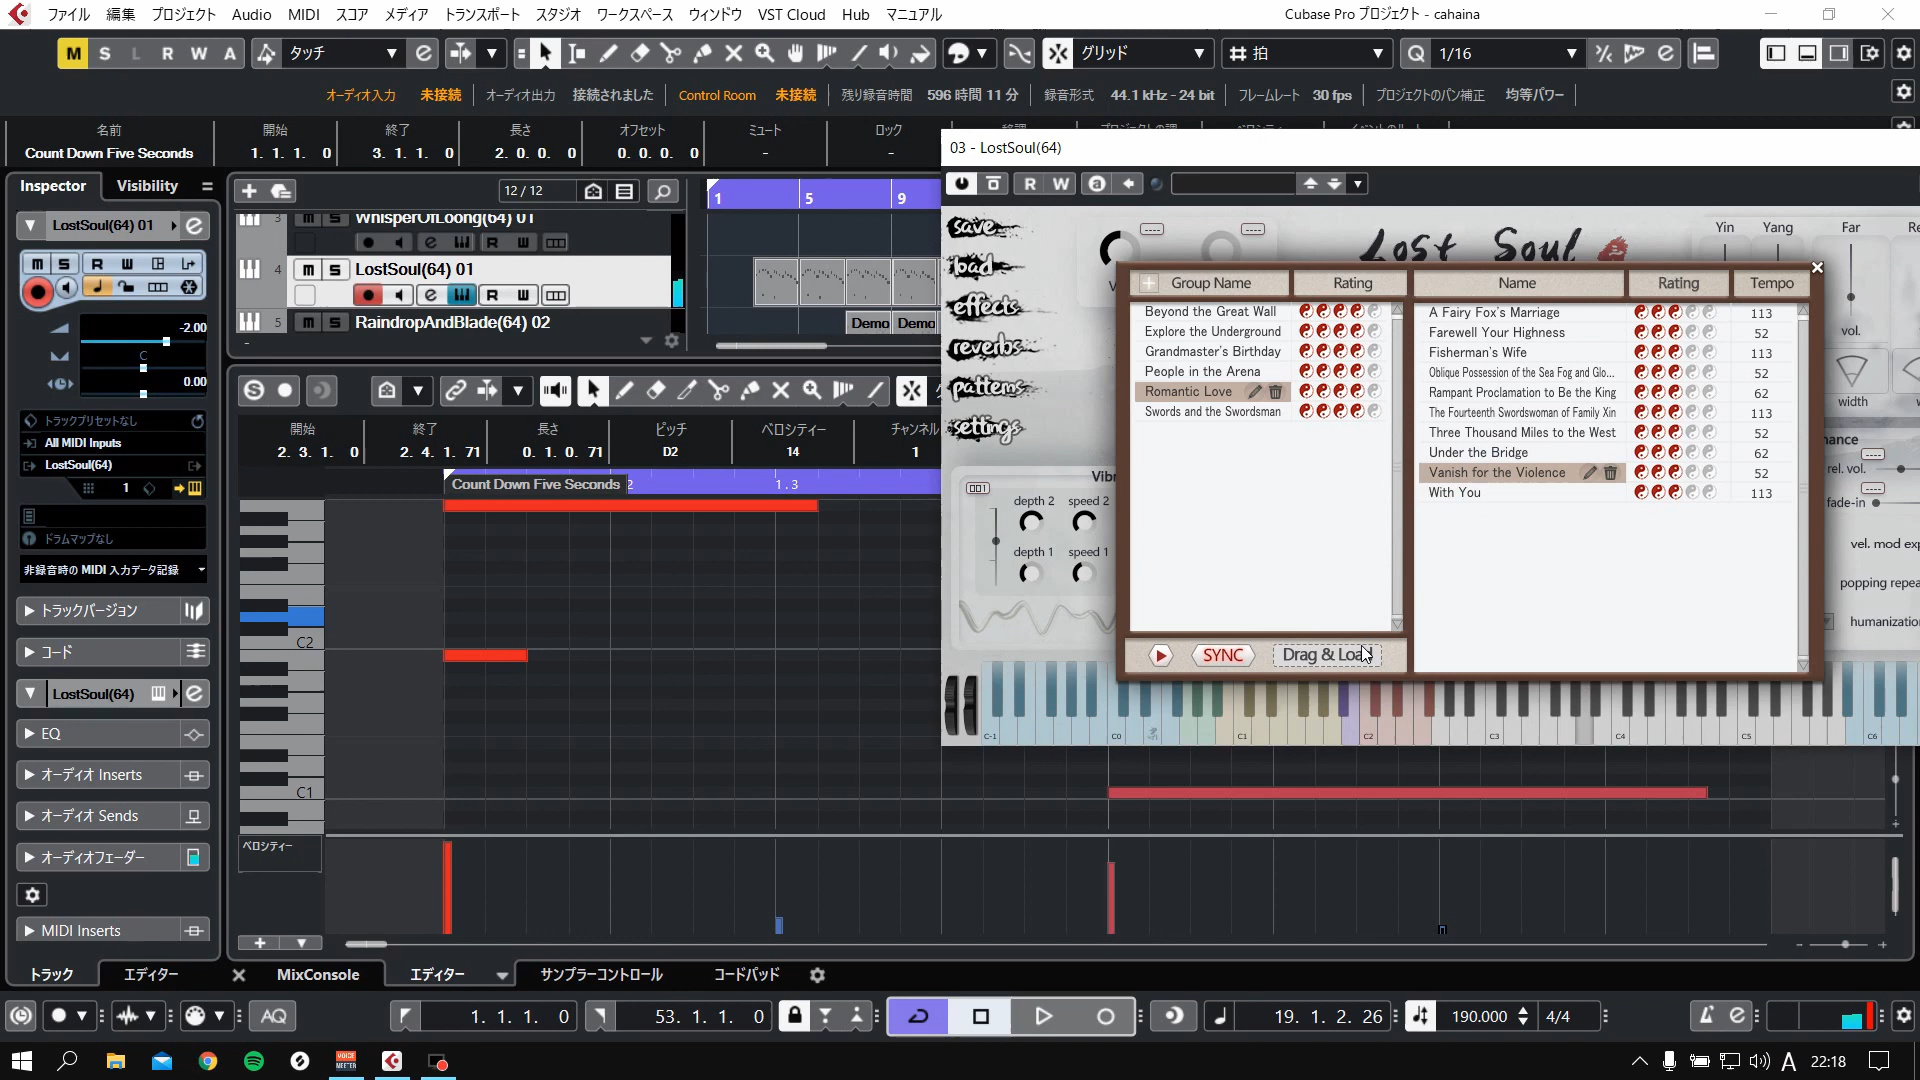 ファイル 編集 プロジェクト Audio MIDI スコア メディア トランスポート スタジオ ワークスペース ウィンドウ VST Cloud Hub マニュアル Cubase Pro プロジェクト - cahaina
M S L R W A タッチ グリッド 拍 Q 1/16
オーディオ入力 未接続 オーディオ出力 接続されました Control Room 未接続 残り録音時間 596 時間 11 分 録音形式 44.1 kHz - 24 bit フレームレート 30 fps プロジェクトのパン補正 均等パワー
名前 開始 終了 長さ オフセット ミュート ロック
Count Down Five Seconds 1. 1. 1. 0 3. 1. 1. 0 2. 0. 0. 0 0. 0. 0. 0 - -
03 - LostSoul(64)
Inspector Visibility
12 / 12
1 5 9
R W
LostSoul(64) 01
3 m S WhisperOfLoong(64) 01
R W
4 m S LostSoul(64) 01
R W
5 m S RaindropAndBlade(64) 02
Demo Demo
m S R W
-2.00
C
0.00
トラックプリセットなし
All MIDI Inputs
LostSoul(64)
1
ドラムマップなし
非録音時の MIDI 入力データ記録
トラックバージョン
コード
LostSoul(64)
EQ
オーディオ Inserts
オーディオ Sends
オーディオフェーダー
MIDI Inserts
開始 終了 長さ ピッチ ベロシティー チャンネル
2. 3. 1. 0 2. 4. 1. 71 0. 1. 0. 71 D2 14 1
Count Down Five Seconds 2 1.3
C2
C1
ベロシティー
save
load
effects
reverbs
patterns
settings
Lost Soul
Yin Yang Far
vol.
width
rel. vol.
fade-in
vel. mod
popping
humanization
001
depth 2 speed 2
depth 1 speed 1
Group Name Rating Name Rating Tempo
Beyond the Great Wall
Explore the Underground
Grandmaster's Birthday
People in the Arena
Romantic Love
Swords and the Swordsman
A Fairy Fox's Marriage 113
Farewell Your Highness 52
Fisherman's Wife 113
Oblique Possession of the Sea Fog and Glo... 52
Rampant Proclamation to Be the King 62
The Fourteenth Swordswoman of Family Xin 113
Three Thousand Miles to the West 52
Under the Bridge 62
Vanish for the Violence 52
With You 113
SYNC Drag &
C-1 C0 C1 C2 C3 C4 C5 C6
トラック エディター MixConsole エディター サンプラーコントロール コードパッド
AQ 1. 1. 1. 0 53. 1. 1. 0 19. 1. 2. 26 190.000 4/4
VOICE MEETER
A 22:18